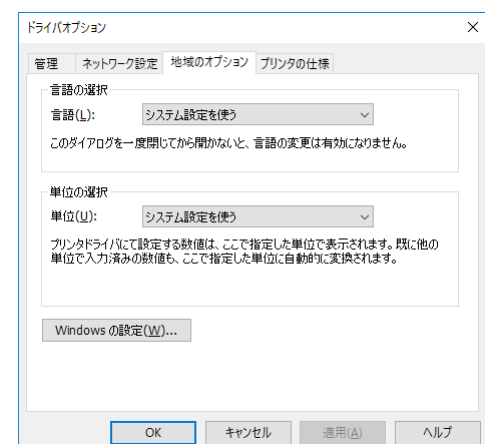 ドライバオプション
管理 ネットワーク設定 地域のオプション プリンタの仕様
言語の選択
言語(L): システム設定を使う
このダイアログを一度閉じてから開かないと、言語の変更は有効になりません。
単位の選択
単位(U): システム設定を使う
プリンタドライバにて設定する数値は、ここで指定した単位で表示されます。既に他の
単位で入力済みの数値も、ここで指定した単位に自動的に変換されます。
Windows の設定(W)...
OK キャンセル 適用(A) ヘルプ